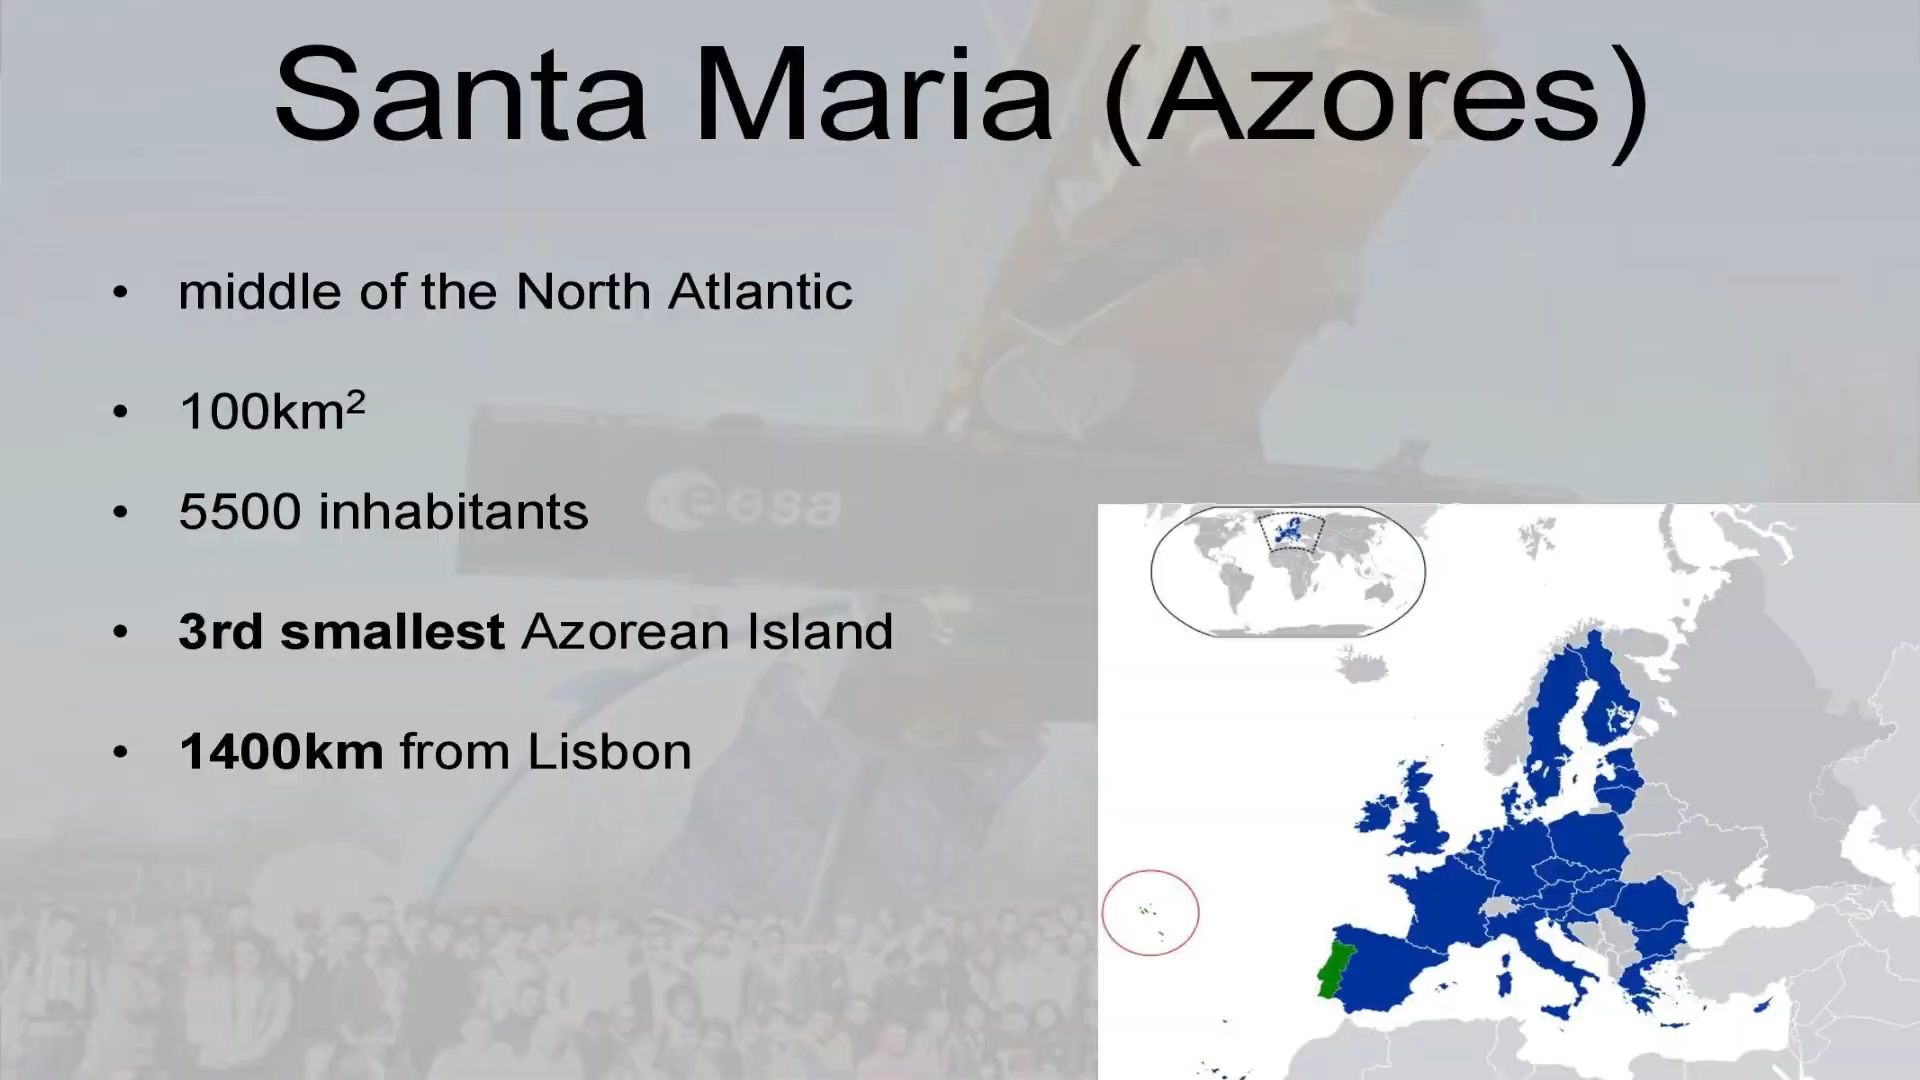 Santa Maria (Azores)
• middle of the North Atlantic
• 100km²
• 5500 inhabitants
• 3rd smallest Azorean Island
• 1400km from Lisbon
esa